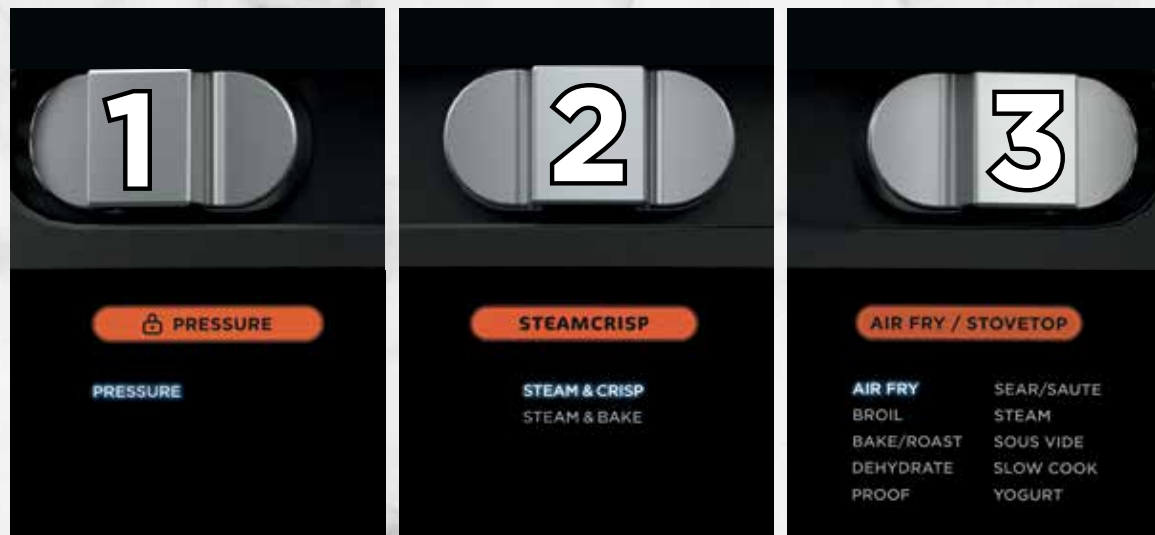 1
PRESSURE
PRESSURE
2
STEAMCRISP
STEAM & CRISP
STEAM & BAKE
3
AIR FRY / STOVETOP
AIR FRY
BROIL
BAKE/ROAST
DEHYDRATE
PROOF
SEAR/SAUTE
STEAM
SOUS VIDE
SLOW COOK
YOGURT